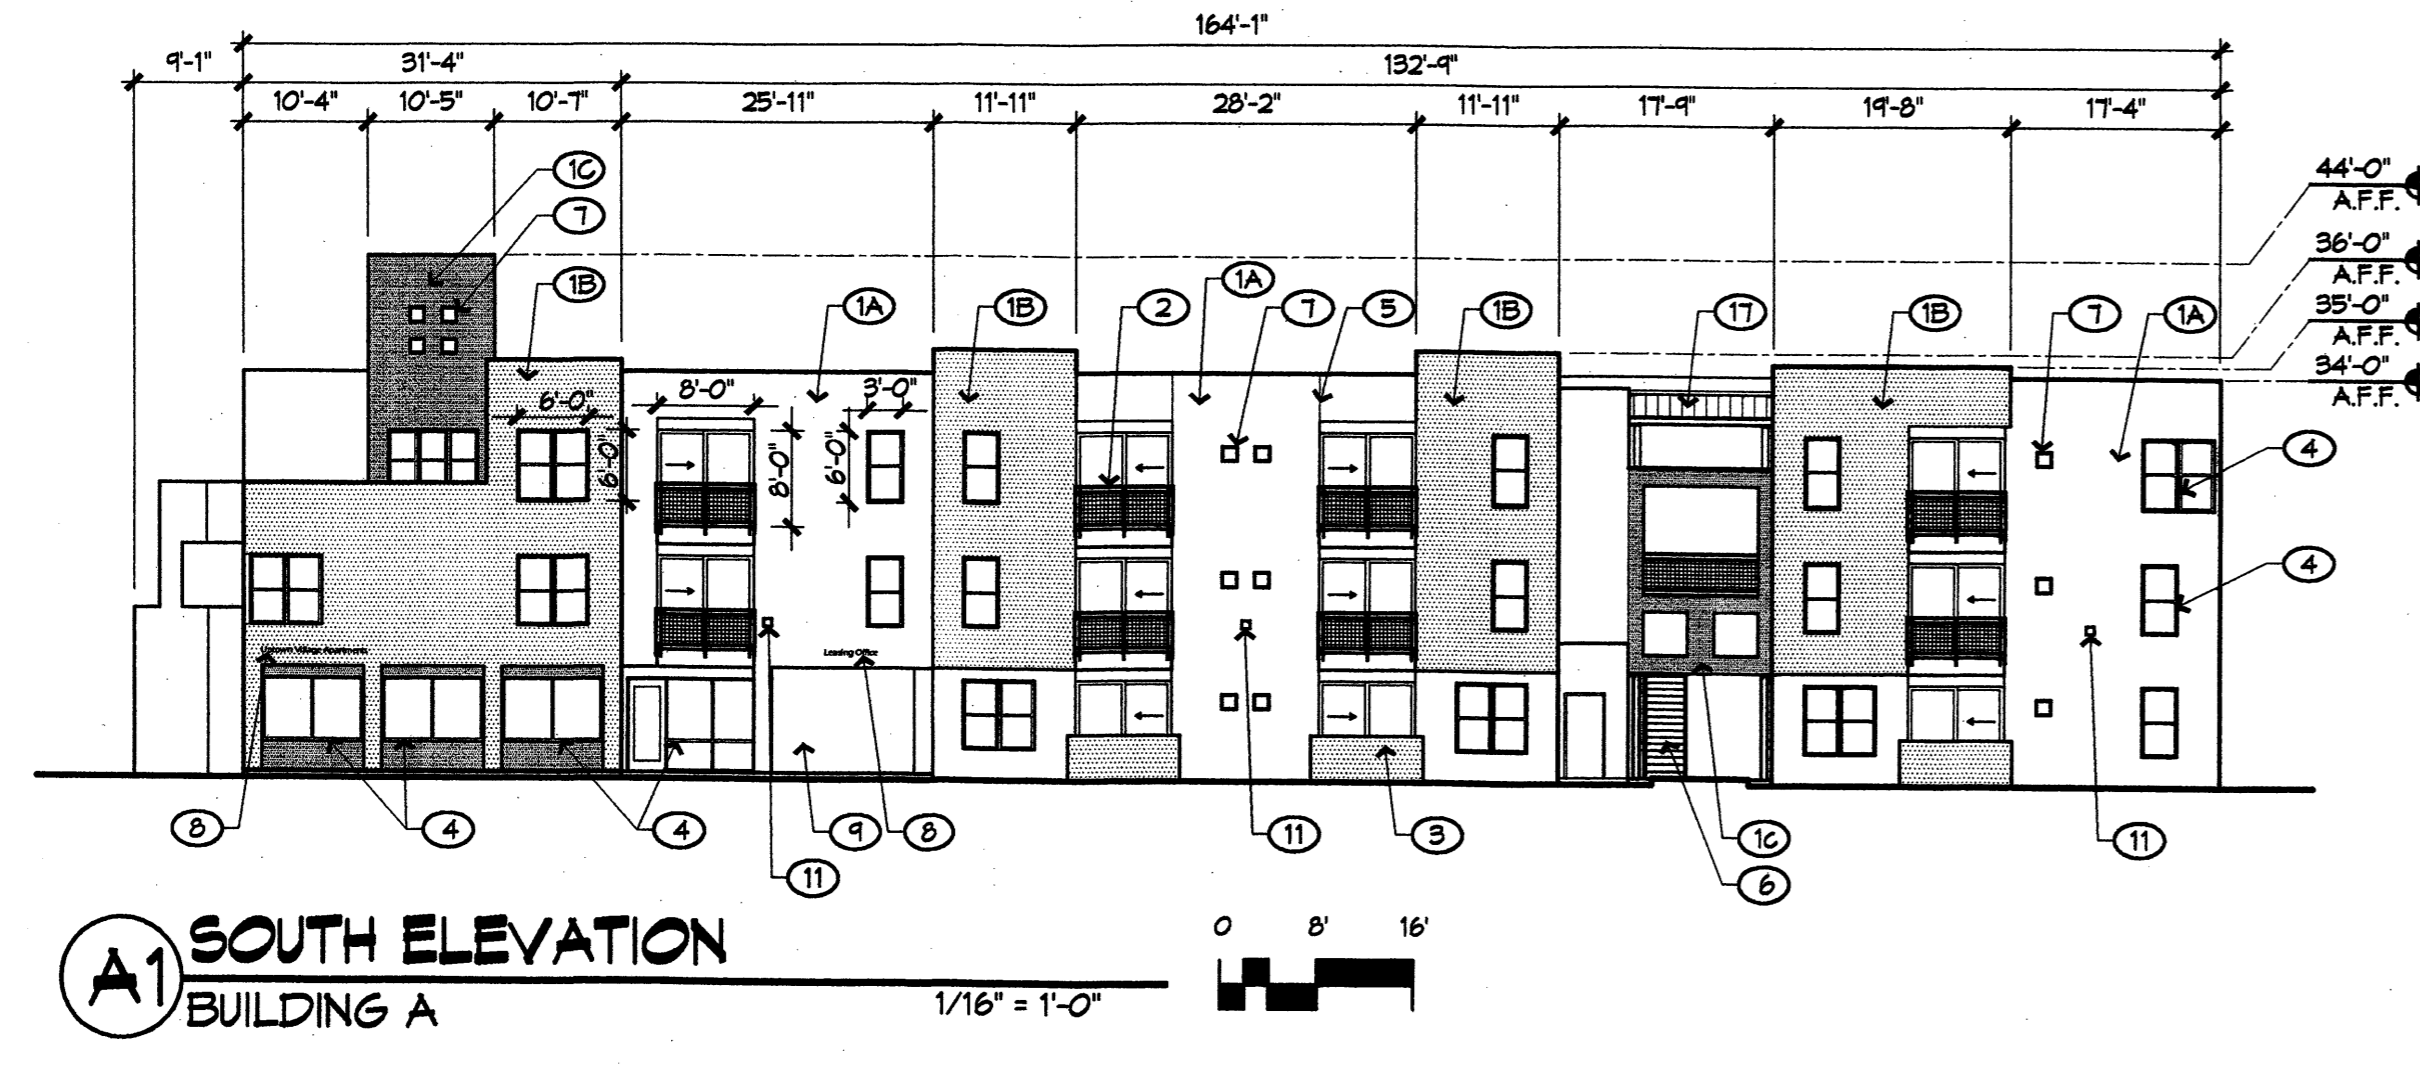 164'-1"
9'-1" 31'-4" 132'-9"
10'-4" 10'-5" 10'-7" 25'-11" 11'-11" 28'-2" 11'-11" 17'-9" 19'-8" 17'-4"
44'-0"
A.F.F.
36'-0"
A.F.F.
35'-0"
A.F.F.
34'-0"
A.F.F.
1C
7
1B 1A 1B 2 1A 7 5 1B 17 1B 7 1A
6'-0" 8'-0" 3'-0"
6'-0" 8'-0" 6'-0"
4
4
Uptown Village Apartments Leasing Office
8 4 4 9 8 11 3 1C 11
11 6
A1 SOUTH ELEVATION
BUILDING A 1/16" = 1'-0"
0 8' 16'